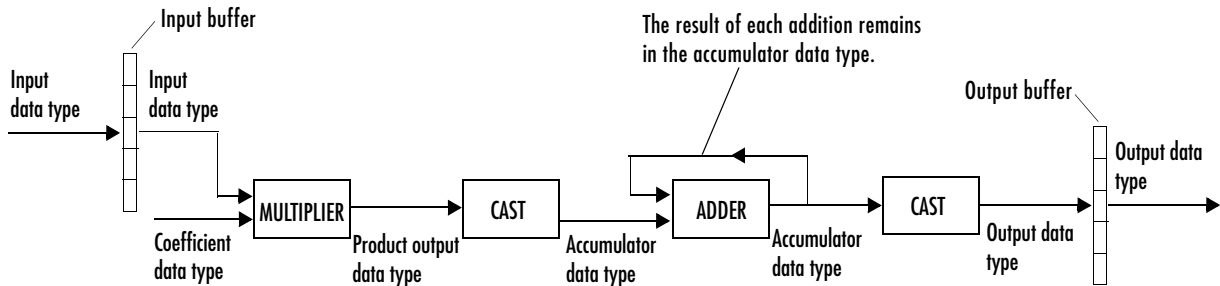 Input buffer
The result of each addition remains
in the accumulator data type.
Input
data type
Input
data type
Output buffer
Output data
type
MULTIPLIER
CAST
ADDER
CAST
Coefficient
data type
Product output
data type
Accumulator
data type
Accumulator
data type
Output data
type